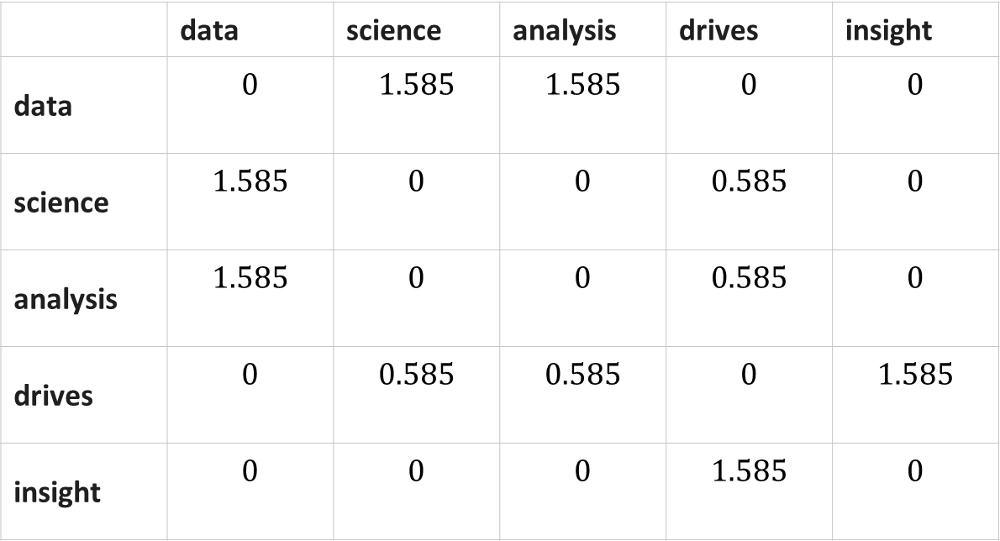 data science analysis drives insight
data 0 1.585 1.585 0 0
science 1.585 0 0 0.585 0
analysis 1.585 0 0 0.585 0
drives 0 0.585 0.585 0 1.585
insight 0 0 0 1.585 0